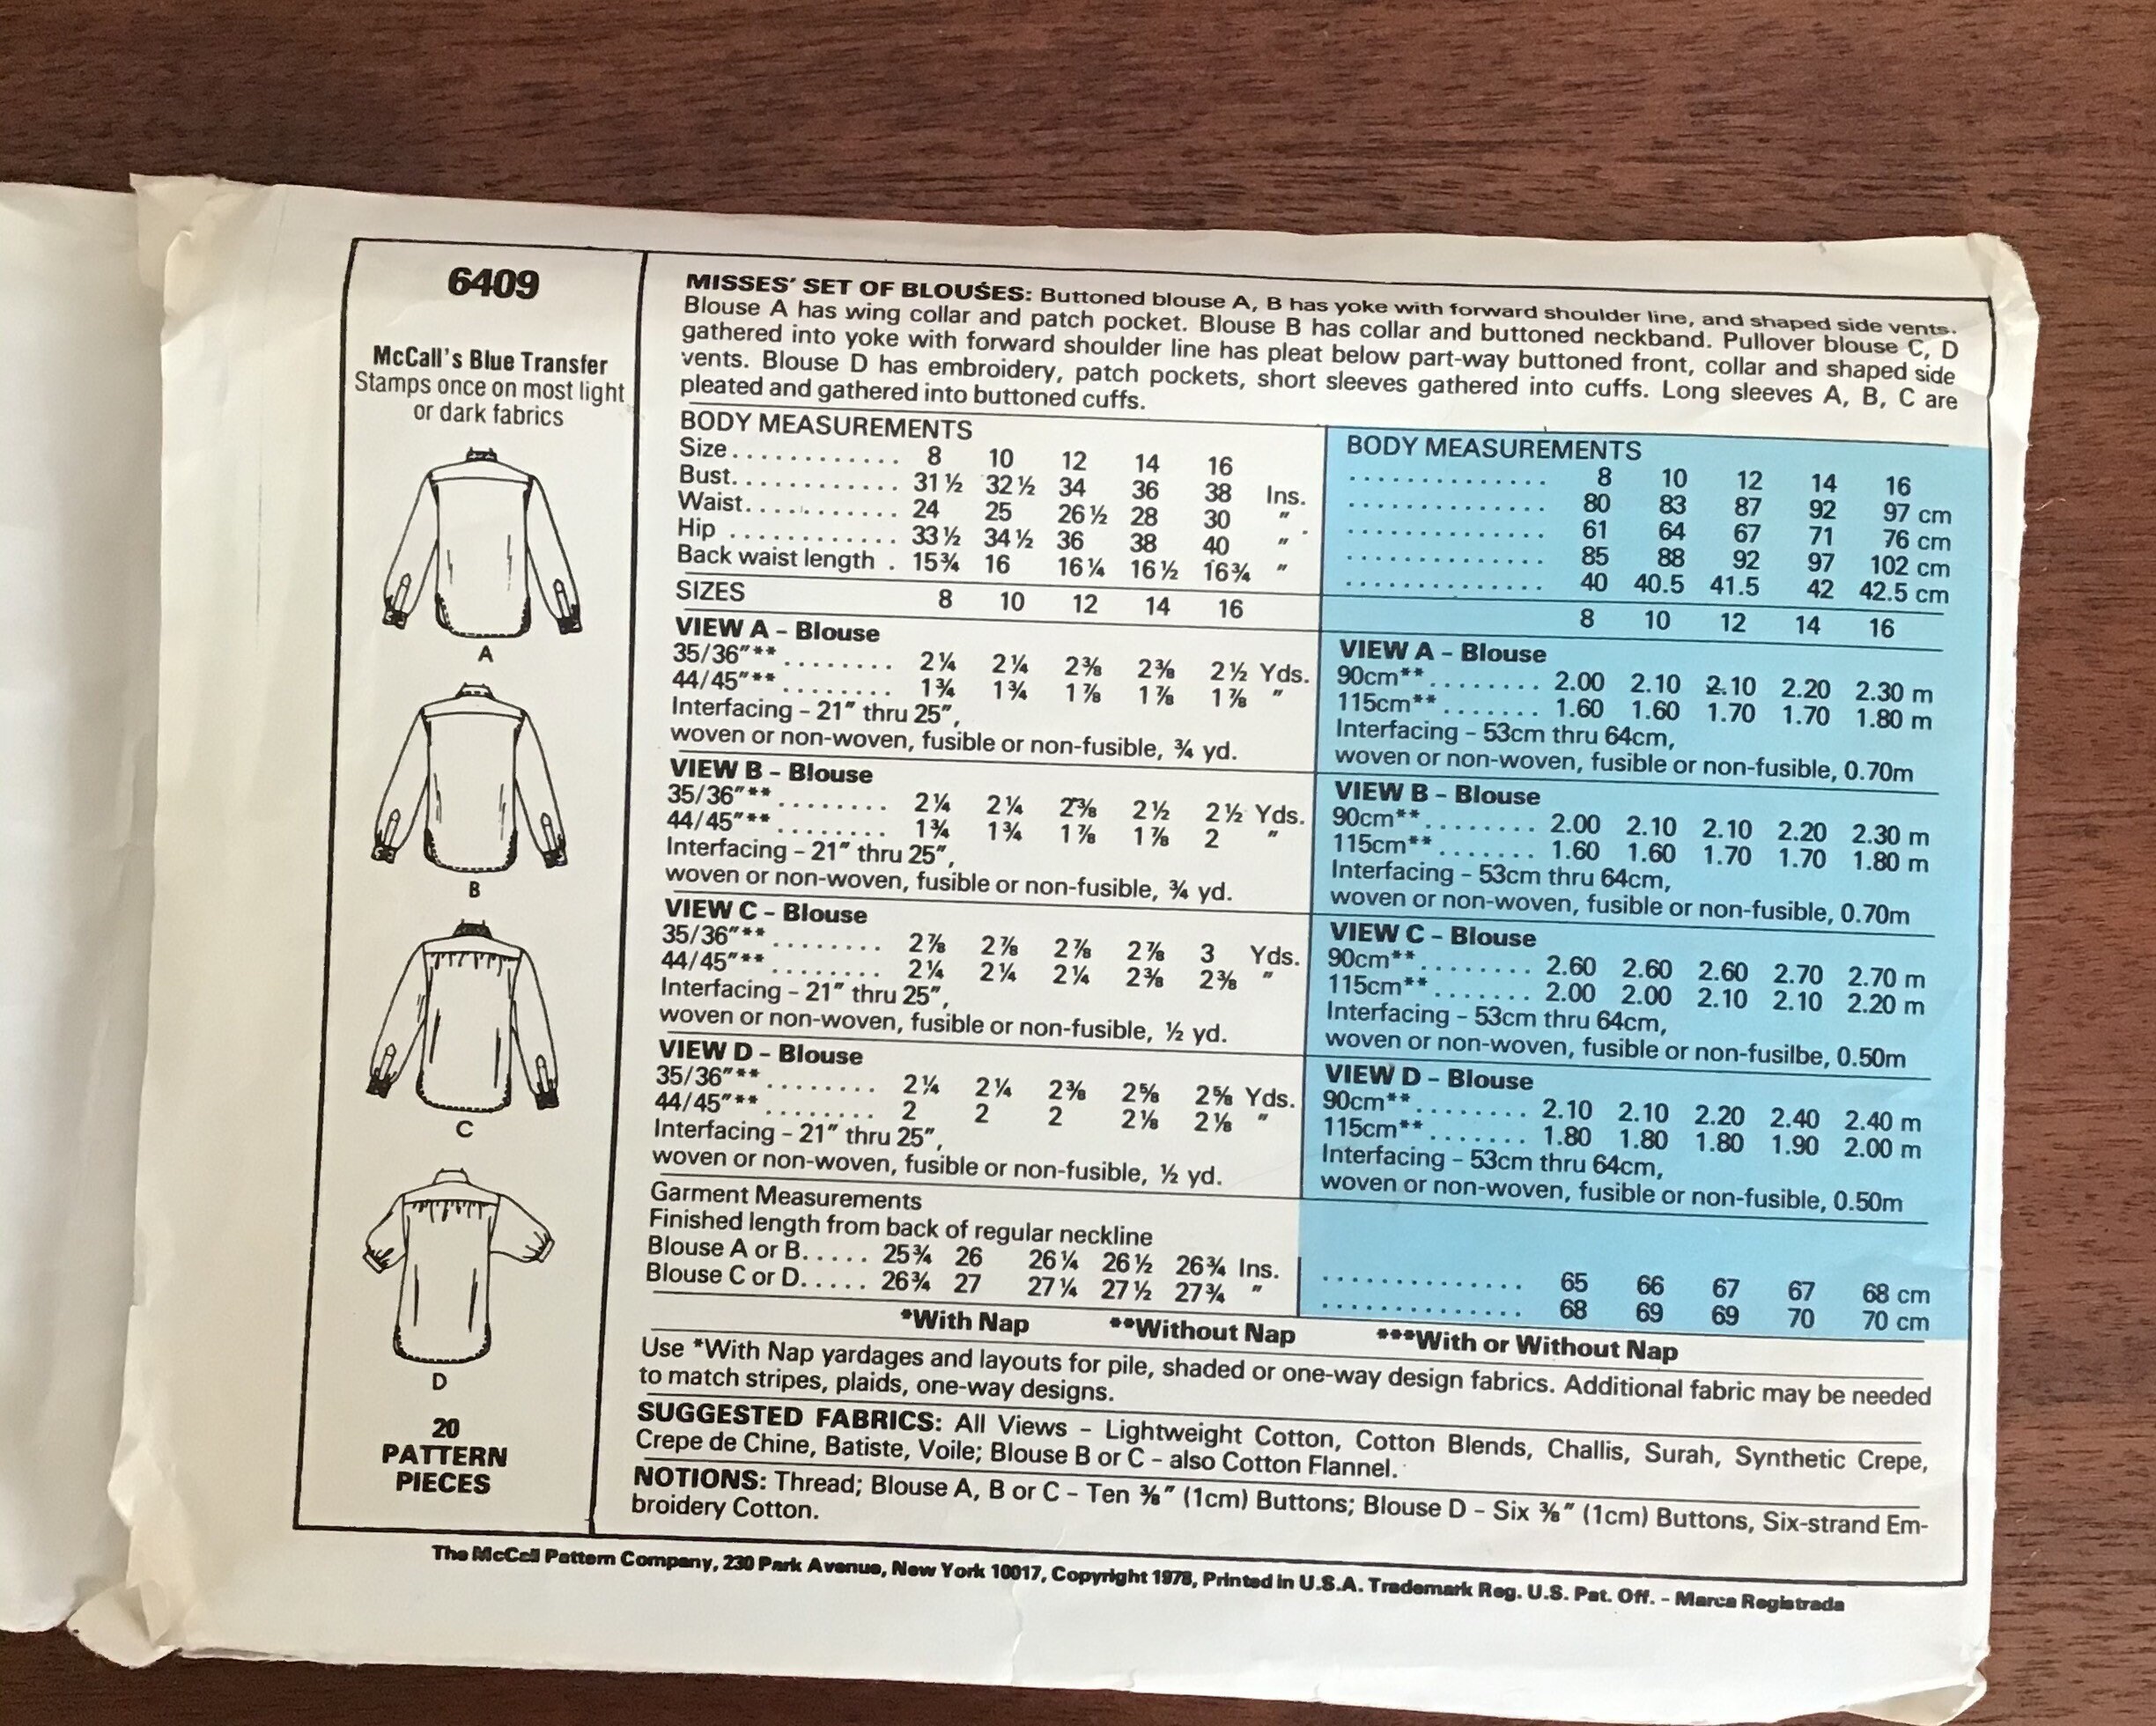 6409
McCall's Blue Transfer
Stamps once on most light
or dark fabrics
A
B
C
D
20
PATTERN
PIECES
MISSES' SET OF BLOUSES: Buttoned blouse A, B has yoke with forward shoulder line, and shaped side vents.
Blouse A has wing collar and patch pocket. Blouse B has collar and buttoned neckband. Pullover blouse C, D
gathered into yoke with forward shoulder line has pleat below part-way buttoned front, collar and shaped side
vents. Blouse D has embroidery, patch pockets, short sleeves gathered into cuffs. Long sleeves A, B, C are
pleated and gathered into buttoned cuffs.
BODY MEASUREMENTS
Size............ 8 10 12 14 16
Bust............ 31 ½ 32 ½ 34 36 38 Ins.
Waist........... 24 25 26 ½ 28 30 "
Hip ............ 33 ½ 34 ½ 36 38 40 "
Back waist length . 15¾ 16 16 ¼ 16 ½ 16¾ "
SIZES 8 10 12 14 16
VIEW A – Blouse
35/36"**........ 2¼ 2¼ 2⅜ 2⅜ 2½ Yds.
44/45"**........ 1¾ 1¾ 1⅞ 1⅞ 1⅞ "
Interfacing – 21" thru 25",
woven or non-woven, fusible or non-fusible, ¾ yd.
VIEW B – Blouse
35/36"**........ 2¼ 2¼ 2⅜ 2½ 2½ Yds.
44/45"**........ 1¾ 1¾ 1⅞ 1⅞ 2 "
Interfacing – 21" thru 25",
woven or non-woven, fusible or non-fusible, ¾ yd.
VIEW C – Blouse
35/36"**........ 2⅞ 2⅞ 2⅞ 2⅞ 3 Yds.
44/45"**........ 2¼ 2¼ 2¼ 2⅜ 2⅜ "
Interfacing – 21" thru 25",
woven or non-woven, fusible or non-fusible, ½ yd.
VIEW D – Blouse
35/36"**........ 2¼ 2¼ 2⅜ 2⅝ 2⅝ Yds.
44/45"**........ 2 2 2 2⅛ 2⅛ "
Interfacing – 21" thru 25",
woven or non-woven, fusible or non-fusible, ½ yd.
Garment Measurements
Finished length from back of regular neckline
Blouse A or B..... 25¾ 26 26¼ 26½ 26¾ Ins.
Blouse C or D..... 26¾ 27 27¼ 27½ 27¾ "
BODY MEASUREMENTS
.............. 8 10 12 14 16
.............. 80 83 87 92 97 cm
.............. 61 64 67 71 76 cm
.............. 85 88 92 97 102 cm
.............. 40 40.5 41.5 42 42.5 cm
8 10 12 14 16
VIEW A – Blouse
90cm**........ 2.00 2.10 2.10 2.20 2.30 m
115cm**....... 1.60 1.60 1.70 1.70 1.80 m
Interfacing – 53cm thru 64cm,
woven or non-woven, fusible or non-fusible, 0.70m
VIEW B – Blouse
90cm**........ 2.00 2.10 2.10 2.20 2.30 m
115cm**....... 1.60 1.60 1.70 1.70 1.80 m
Interfacing – 53cm thru 64cm,
woven or non-woven, fusible or non-fusible, 0.70m
VIEW C – Blouse
90cm**........ 2.60 2.60 2.60 2.70 2.70 m
115cm**....... 2.00 2.00 2.10 2.10 2.20 m
Interfacing – 53cm thru 64cm,
woven or non-woven, fusible or non-fusilbe, 0.50m
VIEW D – Blouse
90cm**........ 2.10 2.10 2.20 2.40 2.40 m
115cm**....... 1.80 1.80 1.80 1.90 2.00 m
Interfacing – 53cm thru 64cm,
woven or non-woven, fusible or non-fusible, 0.50m
.............. 65 66 67 67 68 cm
.............. 68 69 69 70 70 cm
*With Nap **Without Nap ***With or Without Nap
Use *With Nap yardages and layouts for pile, shaded or one-way design fabrics. Additional fabric may be needed
to match stripes, plaids, one-way designs.
SUGGESTED FABRICS: All Views – Lightweight Cotton, Cotton Blends, Challis, Surah, Synthetic Crepe,
Crepe de Chine, Batiste, Voile; Blouse B or C – also Cotton Flannel.
NOTIONS: Thread; Blouse A, B or C – Ten ⅜" (1cm) Buttons; Blouse D – Six ⅜" (1cm) Buttons, Six-strand Em-
broidery Cotton.
The McCall Pattern Company, 230 Park Avenue, New York 10017, Copyright 1978, Printed in U.S.A. Trademark Reg. U.S. Pat. Off. – Marca Registrada